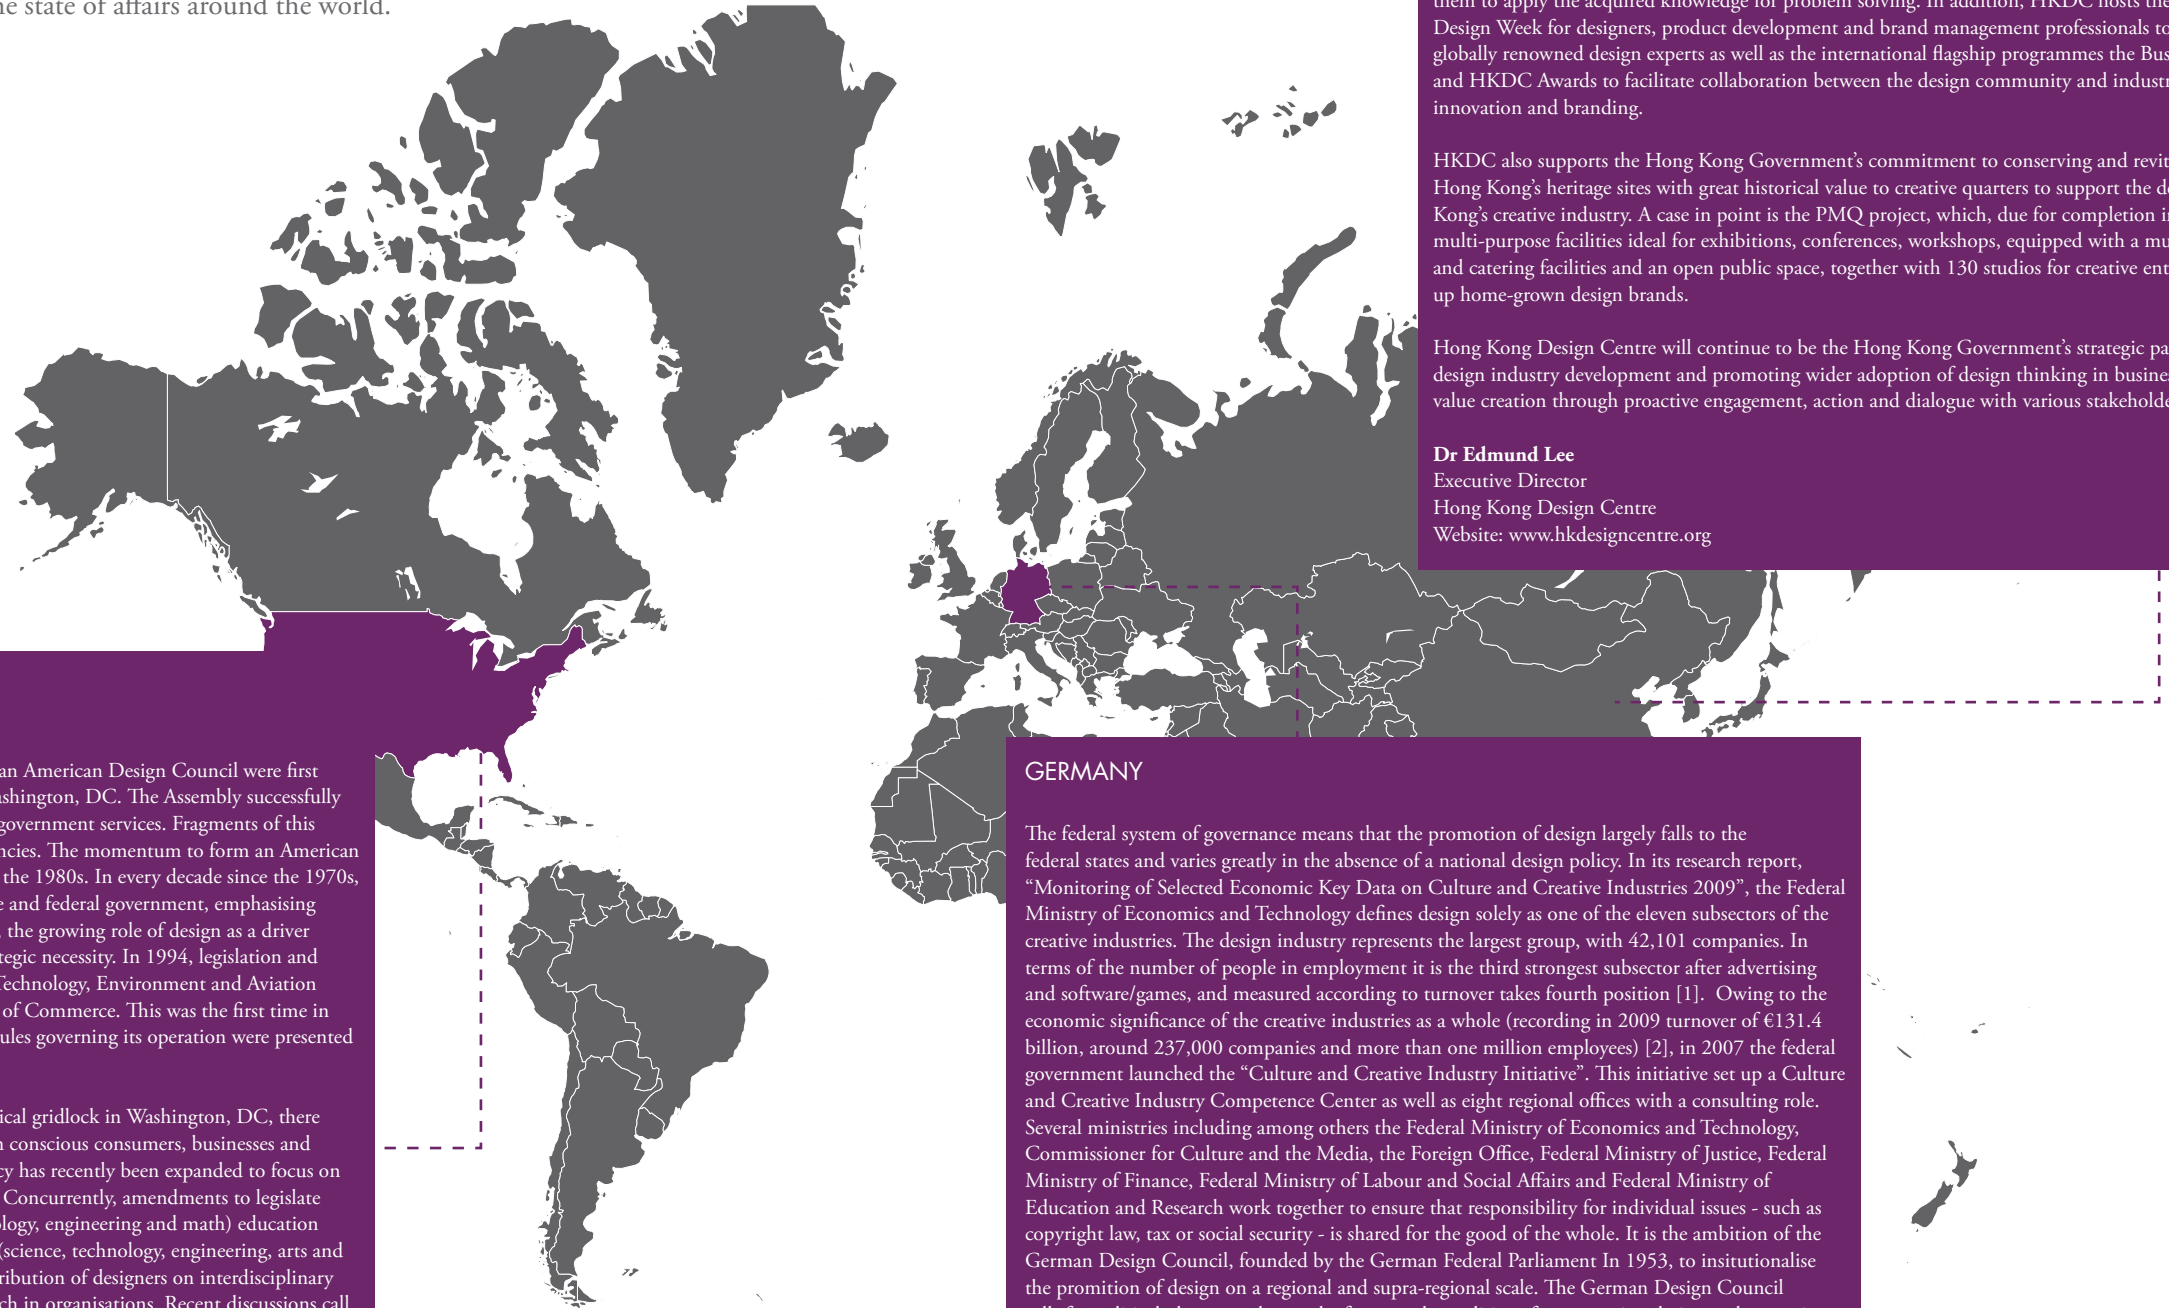 he state of affairs around the world.
them to apply the acquired knowledge for problem solving. In addition, HKDC hosts the
Design Week for designers, product development and brand management professionals to
globally renowned design experts as well as the international flagship programmes the Bus
and HKDC Awards to facilitate collaboration between the design community and industr
innovation and branding.
HKDC also supports the Hong Kong Government’s commitment to conserving and revit
Hong Kong’s heritage sites with great historical value to creative quarters to support the d
Kong’s creative industry. A case in point is the PMQ project, which, due for completion i
multi-purpose facilities ideal for exhibitions, conferences, workshops, equipped with a mu
and catering facilities and an open public space, together with 130 studios for creative ent
up home-grown design brands.
Hong Kong Design Centre will continue to be the Hong Kong Government’s strategic pa
design industry development and promoting wider adoption of design thinking in busine
value creation through proactive engagement, action and dialogue with various stakeholde
Dr Edmund Lee
Executive Director
Hong Kong Design Centre
Website: www.hkdesigncentre.org
an American Design Council were first
ashington, DC. The Assembly successfully
government services. Fragments of this
ncies. The momentum to form an American
the 1980s. In every decade since the 1970s,
e and federal government, emphasising
, the growing role of design as a driver
tegic necessity. In 1994, legislation and
Technology, Environment and Aviation
of Commerce. This was the first time in
ules governing its operation were presented
ical gridlock in Washington, DC, there
n conscious consumers, businesses and
cy has recently been expanded to focus on
Concurrently, amendments to legislate
ology, engineering and math) education
(science, technology, engineering, arts and
ribution of designers on interdisciplinary
ch in organisations. Recent discussions call
GERMANY
The federal system of governance means that the promotion of design largely falls to the
federal states and varies greatly in the absence of a national design policy. In its research report,
“Monitoring of Selected Economic Key Data on Culture and Creative Industries 2009”, the Federal
Ministry of Economics and Technology defines design solely as one of the eleven subsectors of the
creative industries. The design industry represents the largest group, with 42,101 companies. In
terms of the number of people in employment it is the third strongest subsector after advertising
and software/games, and measured according to turnover takes fourth position [1].  Owing to the
economic significance of the creative industries as a whole (recording in 2009 turnover of €131.4
billion, around 237,000 companies and more than one million employees) [2], in 2007 the federal
government launched the “Culture and Creative Industry Initiative”. This initiative set up a Culture
and Creative Industry Competence Center as well as eight regional offices with a consulting role.
Several ministries including among others the Federal Ministry of Economics and Technology,
Commissioner for Culture and the Media, the Foreign Office, Federal Ministry of Justice, Federal
Ministry of Finance, Federal Ministry of Labour and Social Affairs and Federal Ministry of
Education and Research work together to ensure that responsibility for individual issues - such as
copyright law, tax or social security - is shared for the good of the whole. It is the ambition of the
German Design Council, founded by the German Federal Parliament In 1953, to insitutionalise
the promition of design on a regional and supra-regional scale. The German Design Council